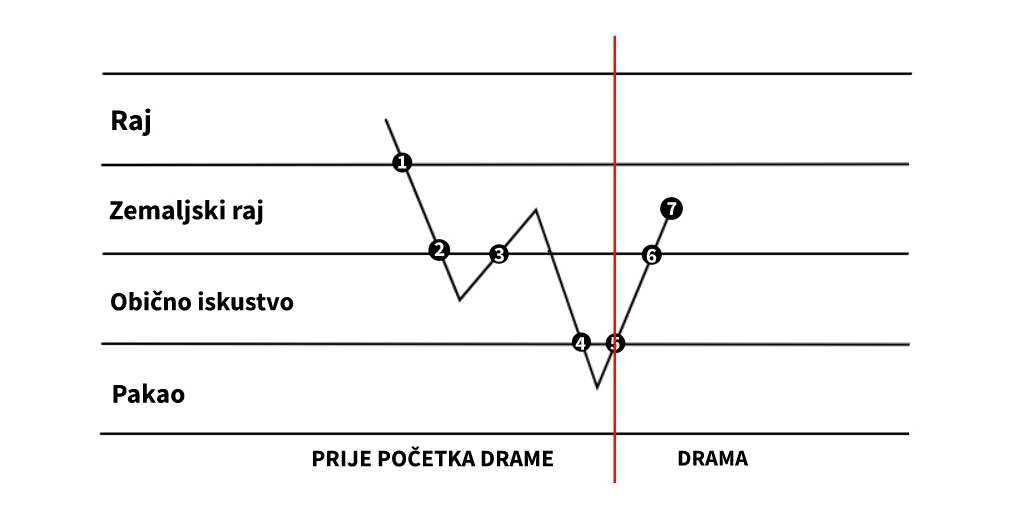 Raj
1
Zemaljski raj
7
2
3
6
Obično iskustvo
4
5
Pakao
PRIJE POČETKA DRAME
DRAMA